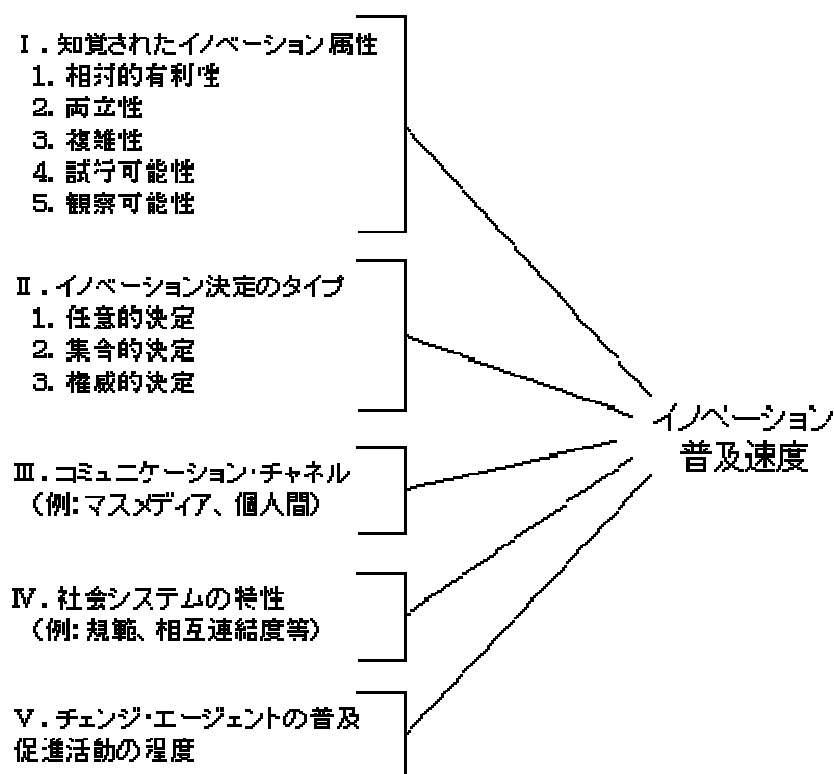 Ⅰ．知覚されたイノベーション属性
1. 相対的有利性
2. 両立性
3. 複雑性
4. 試行可能性
5. 観察可能性
Ⅱ．イノベーション決定のタイプ
1. 任意的決定
2. 集合的決定
3. 権威的決定
Ⅲ．コミュニケーション・チャネル
（例：マスメディア、個人間）
Ⅳ．社会システムの特性
（例：規範、相互連結度等）
Ⅴ．チェンジ・エージェントの普及
促進活動の程度
イノベーション
普及速度